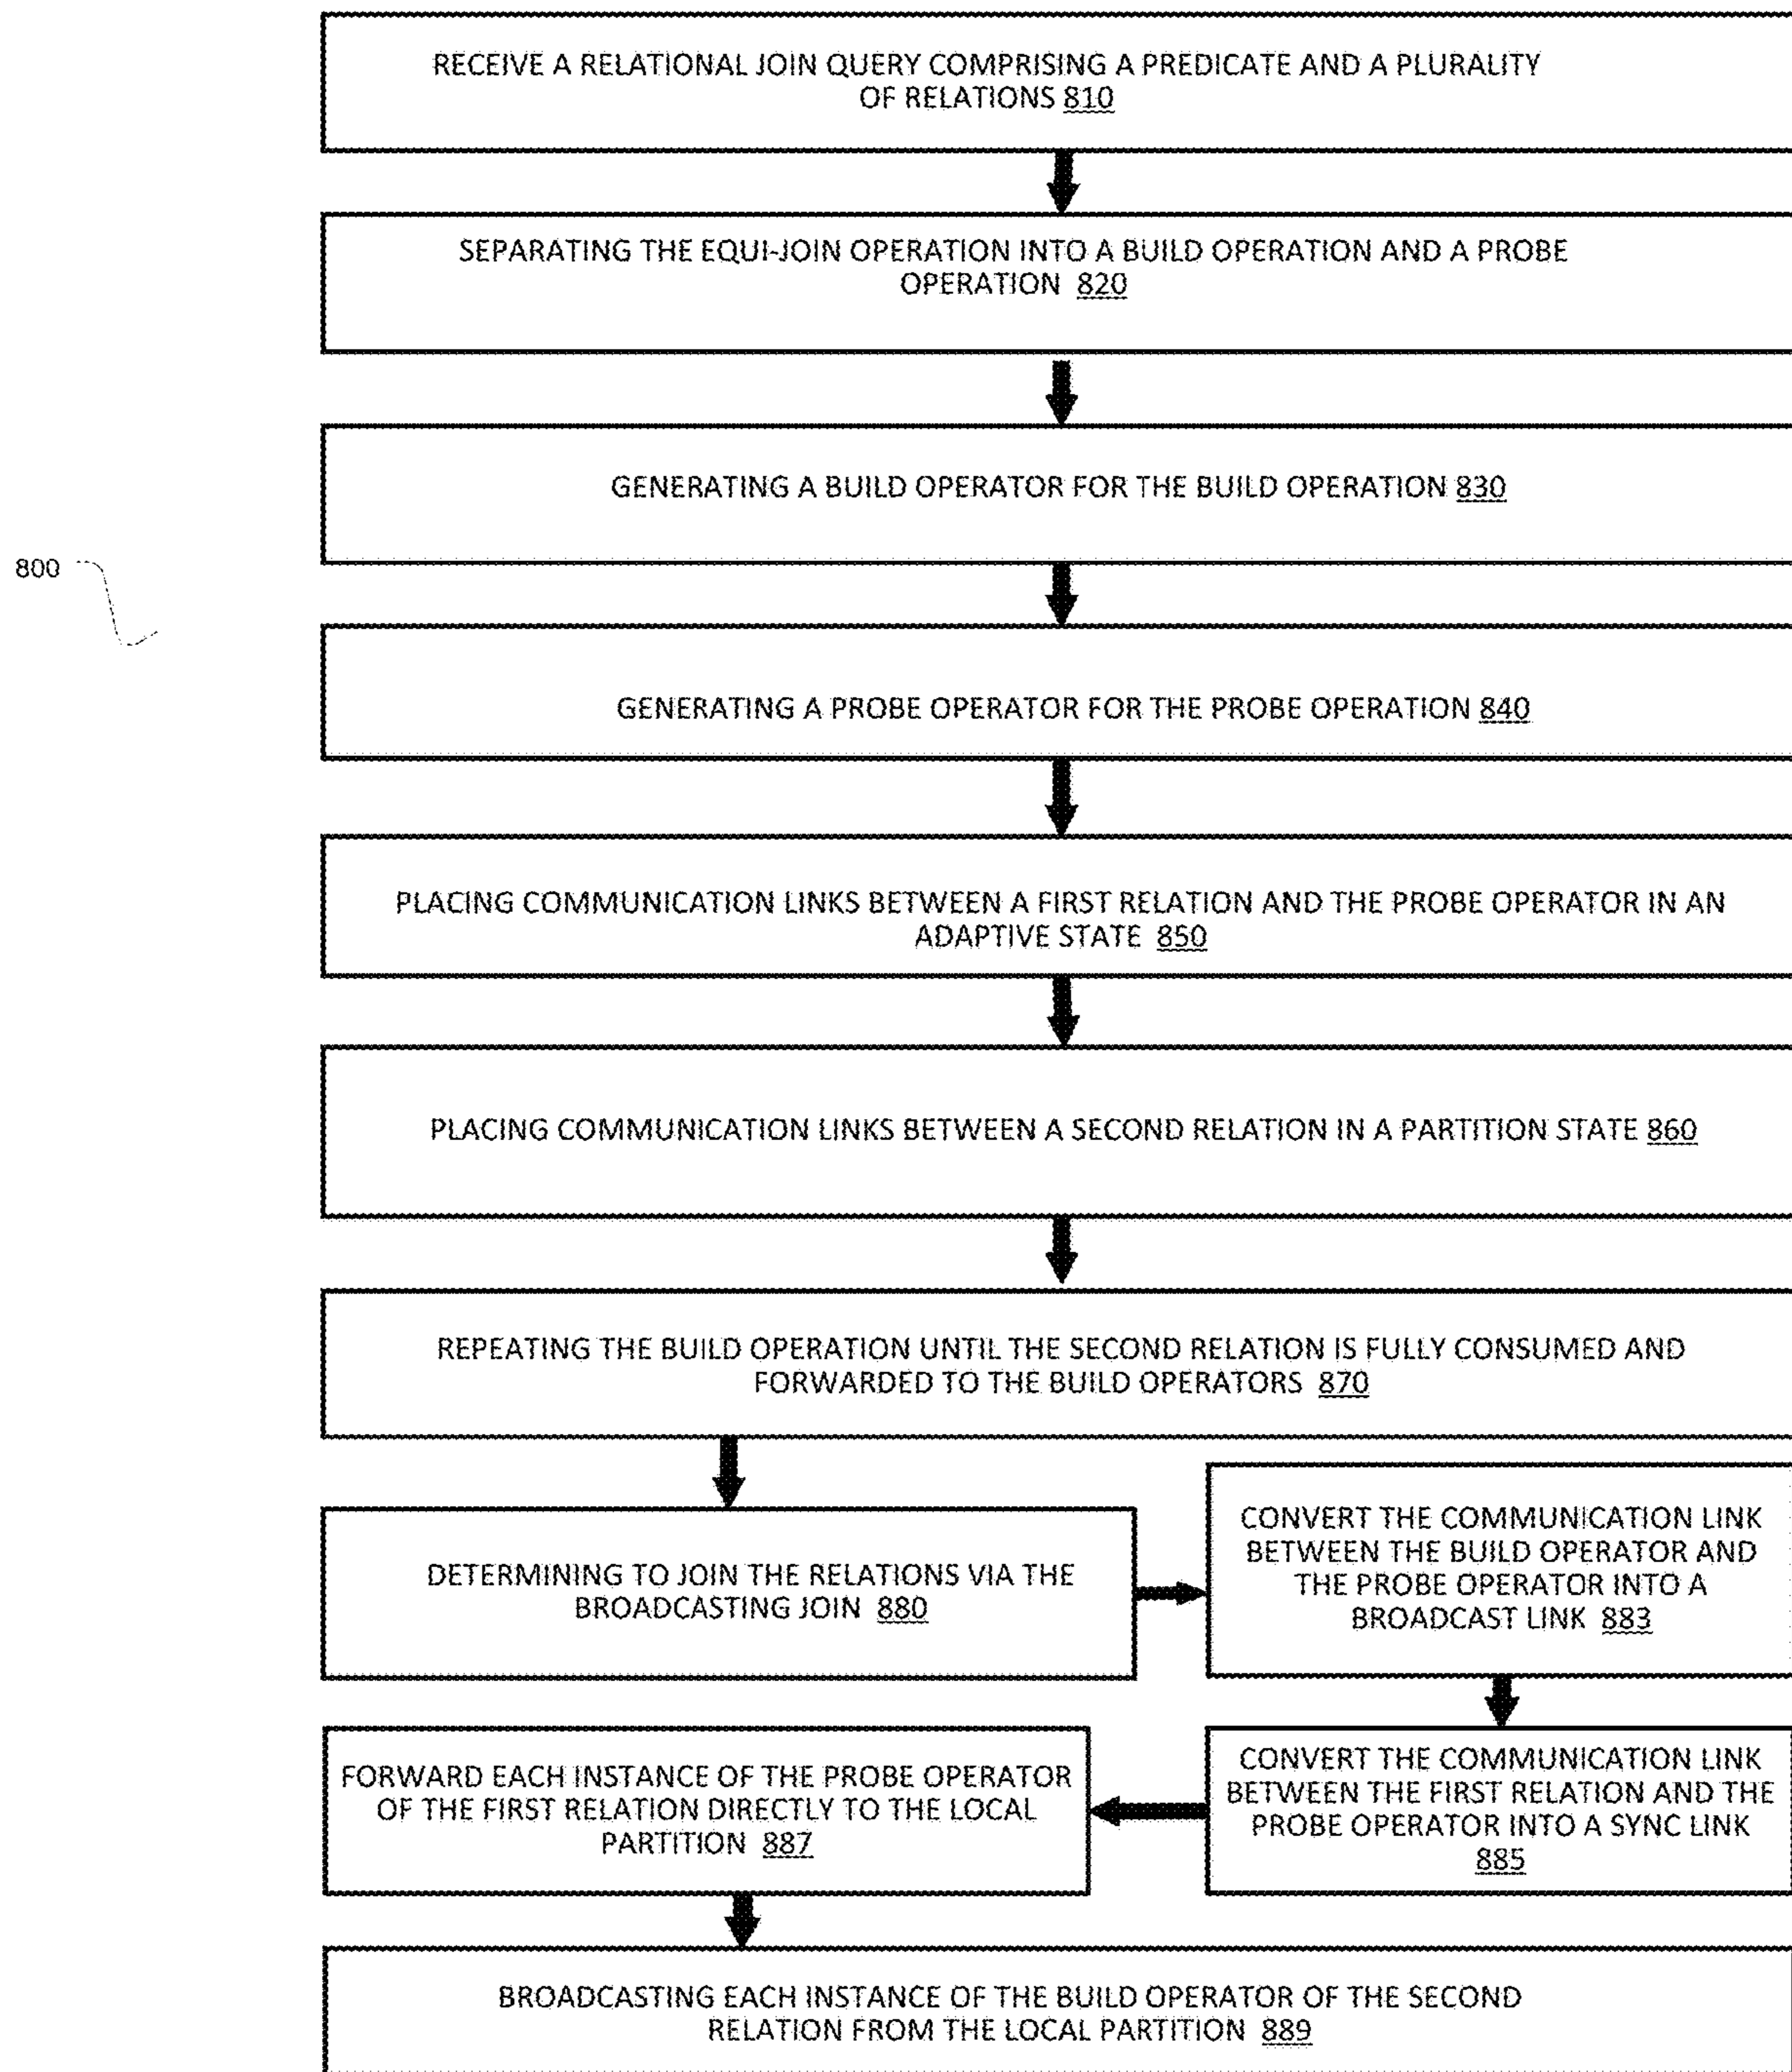 RECEIVE A RELATIONAL JOIN QUERY COMPRISING A PREDICATE AND A PLURALITY
OF RELATIONS 810
SEPARATING THE EQUI-JOIN OPERATION INTO A BUILD OPERATION AND A PROBE
OPERATION 820
GENERATING A BUILD OPERATOR FOR THE BUILD OPERATION 830
800
GENERATING A PROBE OPERATOR FOR THE PROBE OPERATION 840
PLACING COMMUNICATION LINKS BETWEEN A FIRST RELATION AND THE PROBE OPERATOR IN AN
ADAPTIVE STATE 850
PLACING COMMUNICATION LINKS BETWEEN A SECOND RELATION IN A PARTITION STATE 860
REPEATING THE BUILD OPERATION UNTIL THE SECOND RELATION IS FULLY CONSUMED AND
FORWARDED TO THE BUILD OPERATORS 870
DETERMINING TO JOIN THE RELATIONS VIA THE
BROADCASTING JOIN 880
CONVERT THE COMMUNICATION LINK
BETWEEN THE BUILD OPERATOR AND
THE PROBE OPERATOR INTO A
BROADCAST LINK 883
CONVERT THE COMMUNICATION LINK
BETWEEN THE FIRST RELATION AND THE
PROBE OPERATOR INTO A SYNC LINK
885
FORWARD EACH INSTANCE OF THE PROBE OPERATOR
OF THE FIRST RELATION DIRECTLY TO THE LOCAL
PARTITION 887
BROADCASTING EACH INSTANCE OF THE BUILD OPERATOR OF THE SECOND
RELATION FROM THE LOCAL PARTITION 889